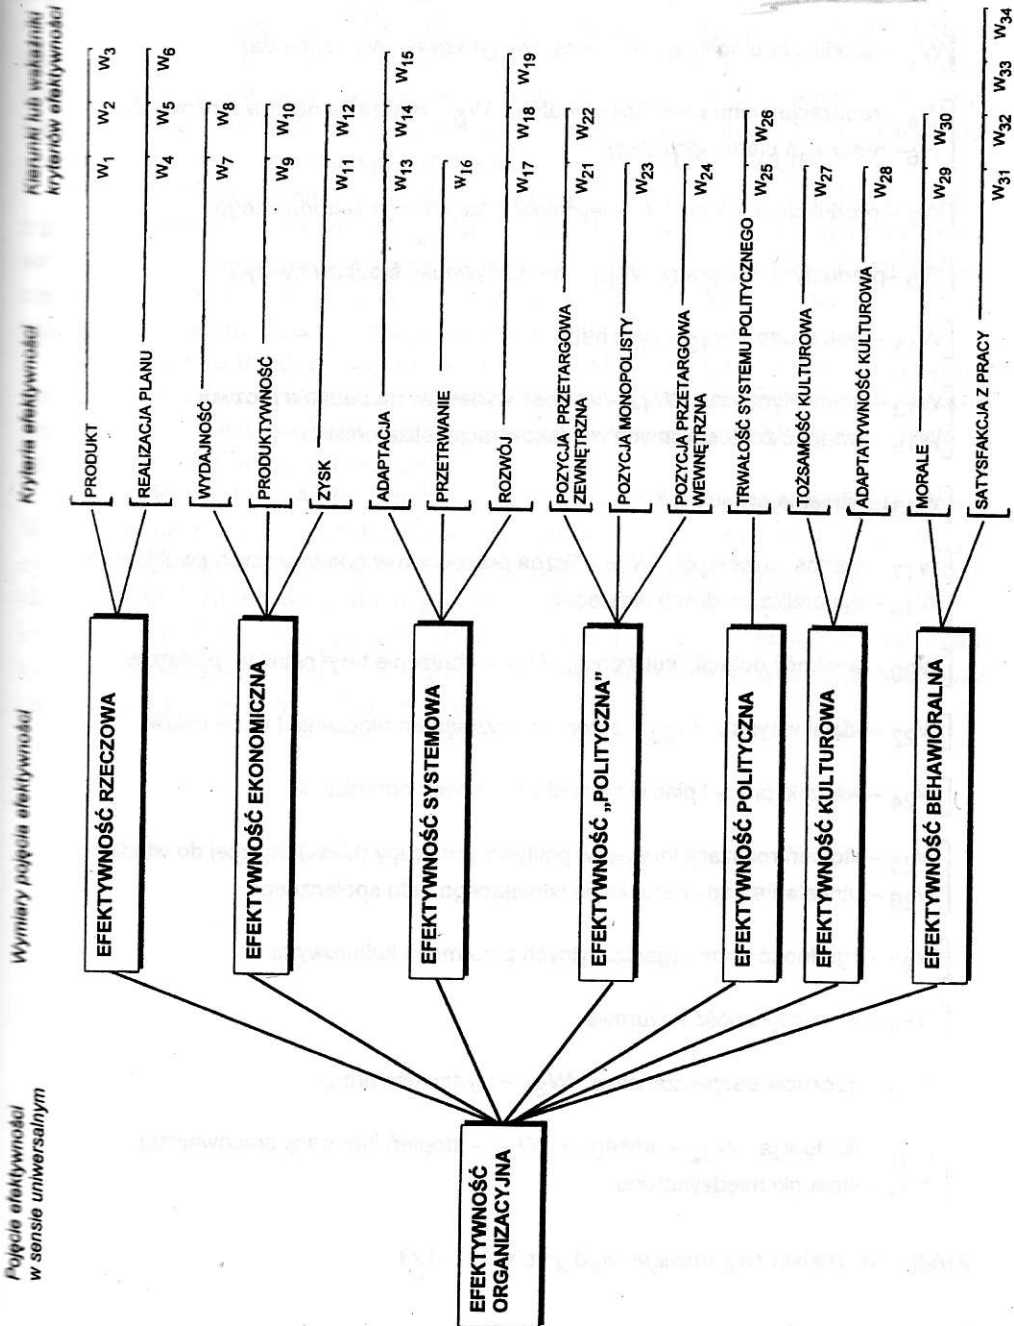 Pojęcie efektywności
w sensie uniwersalnym
Wymiary pojęcia efektywności
Kryteria efektywności
Kierunki lub wskaźniki
kryteriów efektywności
EFEKTYWNOŚĆ
ORGANIZACYJNA
EFEKTYWNOŚĆ RZECZOWA
PRODUKT W1 W2 W3
REALIZACJA PLANU W4 W5 W6
EFEKTYWNOŚĆ EKONOMICZNA
WYDAJNOŚĆ W7 W8
PRODUKTYWNOŚĆ W9 W10
ZYSK W11 W12
EFEKTYWNOŚĆ SYSTEMOWA
ADAPTACJA W13 W14 W15
PRZETRWANIE W16
ROZWÓJ W17 W18 W19
EFEKTYWNOŚĆ „POLITYCZNA”
POZYCJA PRZETARGOWA
ZEWNĘTRZNA W21 W22
POZYCJA MONOPOLISTY W23
POZYCJA PRZETARGOWA
WEWNĘTRZNA W24
EFEKTYWNOŚĆ POLITYCZNA
TRWAŁOŚĆ SYSTEMU POLITYCZNEGO W25 W26
EFEKTYWNOŚĆ KULTUROWA
TOŻSAMOŚĆ KULTUROWA W27
ADAPTATYWNOŚĆ KULTUROWA W28
EFEKTYWNOŚĆ BEHAWIORALNA
MORALE W29 W30
SATYSFAKCJA Z PRACY W31 W32 W33 W34